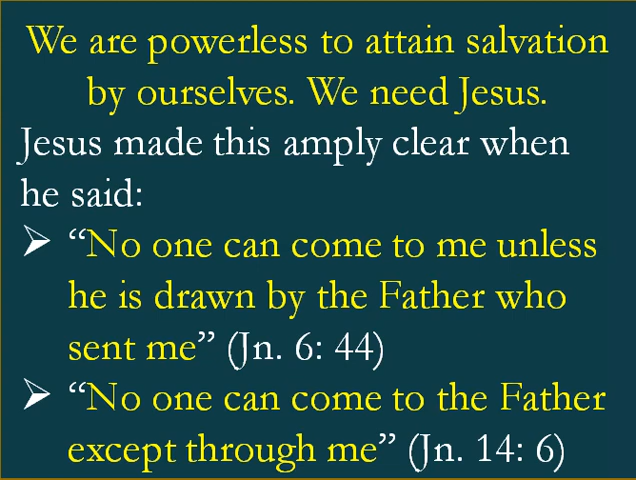 We are powerless to attain salvation
by ourselves. We need Jesus.
Jesus made this amply clear when
he said:
➢ “No one can come to me unless
he is drawn by the Father who
sent me” (Jn. 6: 44)
➢ “No one can come to the Father
except through me” (Jn. 14: 6)